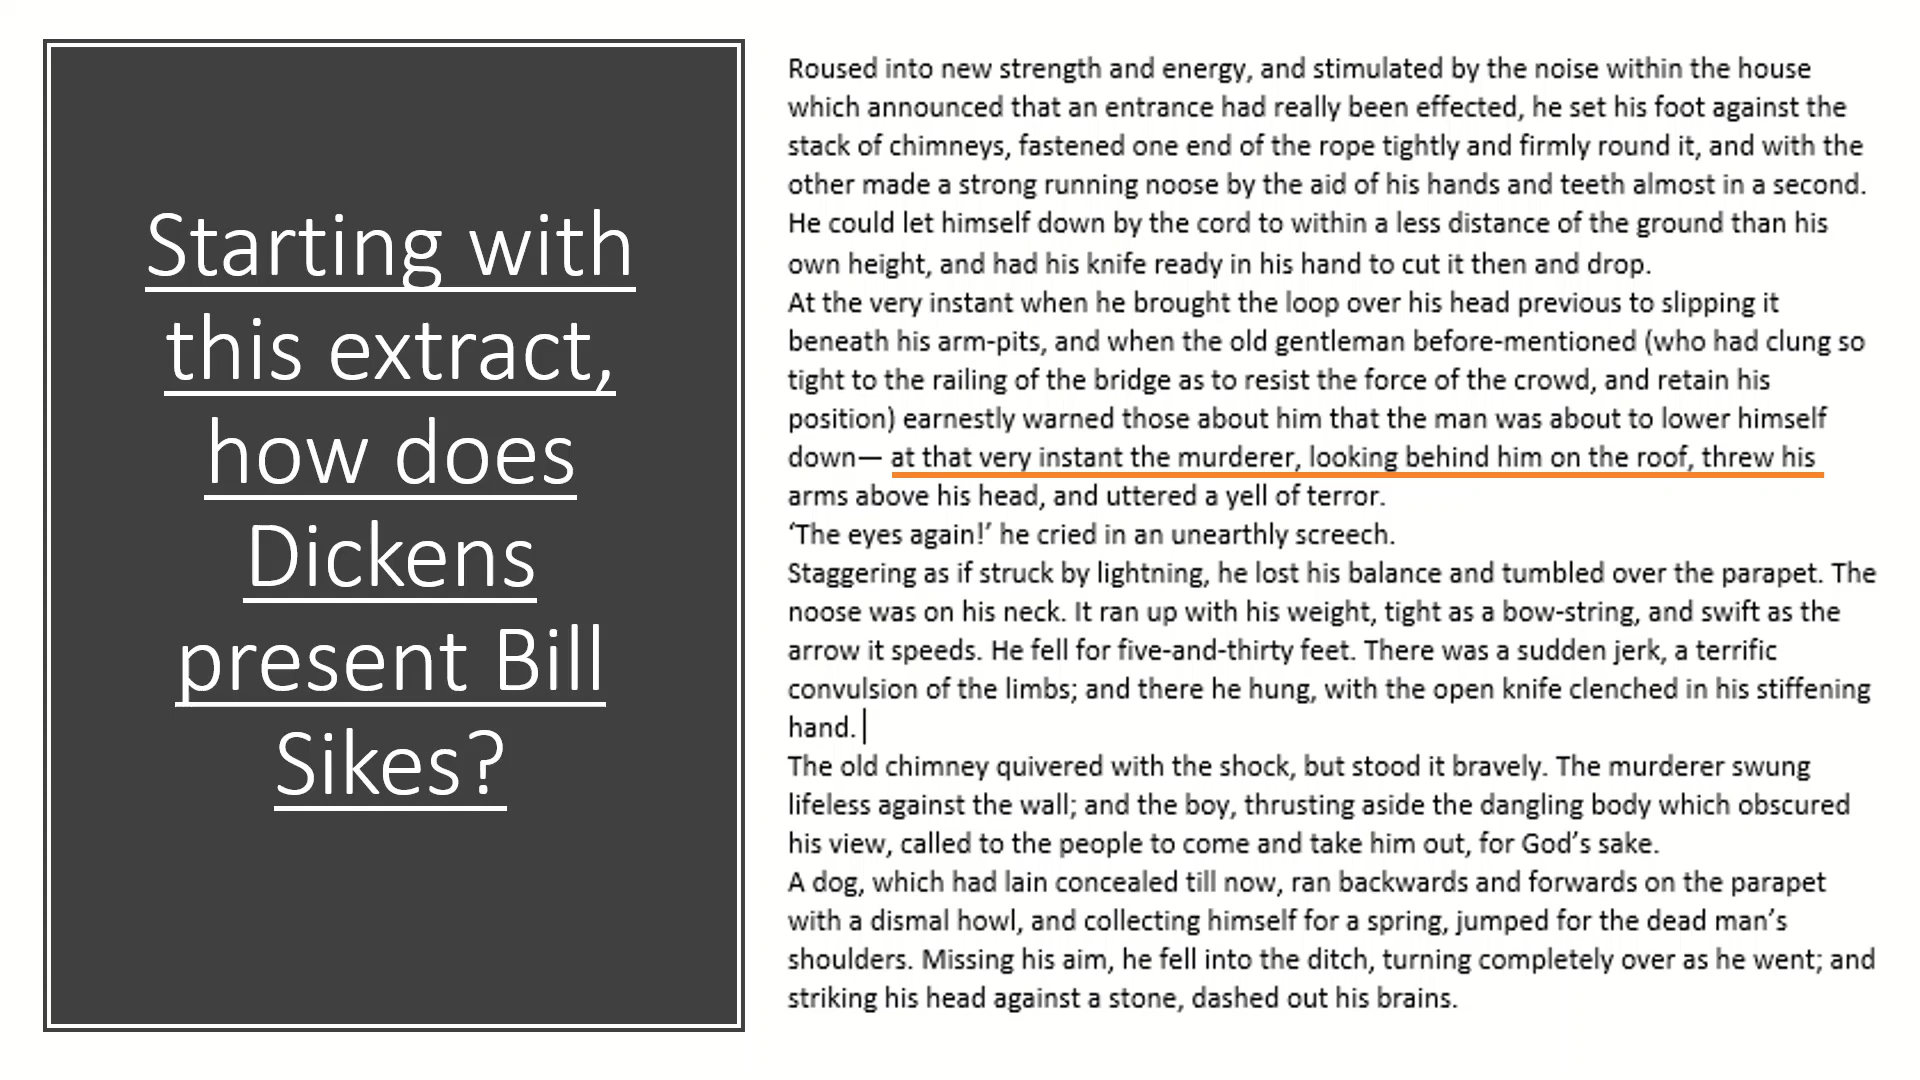 Starting with
this extract,
how does
Dickens
present Bill
Sikes?
Roused into new strength and energy, and stimulated by the noise within the house
which announced that an entrance had really been effected, he set his foot against the
stack of chimneys, fastened one end of the rope tightly and firmly round it, and with the
other made a strong running noose by the aid of his hands and teeth almost in a second.
He could let himself down by the cord to within a less distance of the ground than his
own height, and had his knife ready in his hand to cut it then and drop.
At the very instant when he brought the loop over his head previous to slipping it
beneath his arm-pits, and when the old gentleman before-mentioned (who had clung so
tight to the railing of the bridge as to resist the force of the crowd, and retain his
position) earnestly warned those about him that the man was about to lower himself
down— at that very instant the murderer, looking behind him on the roof, threw his
arms above his head, and uttered a yell of terror.
‘The eyes again!’ he cried in an unearthly screech.
Staggering as if struck by lightning, he lost his balance and tumbled over the parapet. The
noose was on his neck. It ran up with his weight, tight as a bow-string, and swift as the
arrow it speeds. He fell for five-and-thirty feet. There was a sudden jerk, a terrific
convulsion of the limbs; and there he hung, with the open knife clenched in his stiffening
hand.
The old chimney quivered with the shock, but stood it bravely. The murderer swung
lifeless against the wall; and the boy, thrusting aside the dangling body which obscured
his view, called to the people to come and take him out, for God’s sake.
A dog, which had lain concealed till now, ran backwards and forwards on the parapet
with a dismal howl, and collecting himself for a spring, jumped for the dead man’s
shoulders. Missing his aim, he fell into the ditch, turning completely over as he went; and
striking his head against a stone, dashed out his brains.